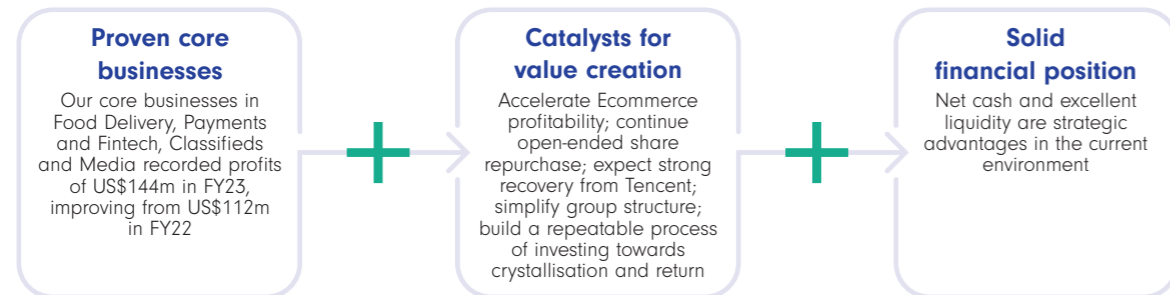 Proven core
businesses
Our core businesses in
Food Delivery, Payments
and Fintech, Classifieds
and Media recorded profits
of US$144m in FY23,
improving from US$112m
in FY22
Catalysts for
value creation
Accelerate Ecommerce
profitability; continue
open-ended share
repurchase; expect strong
recovery from Tencent;
simplify group structure;
build a repeatable process
of investing towards
crystallisation and return
Solid
financial position
Net cash and excellent
liquidity are strategic
advantages in the current
environment